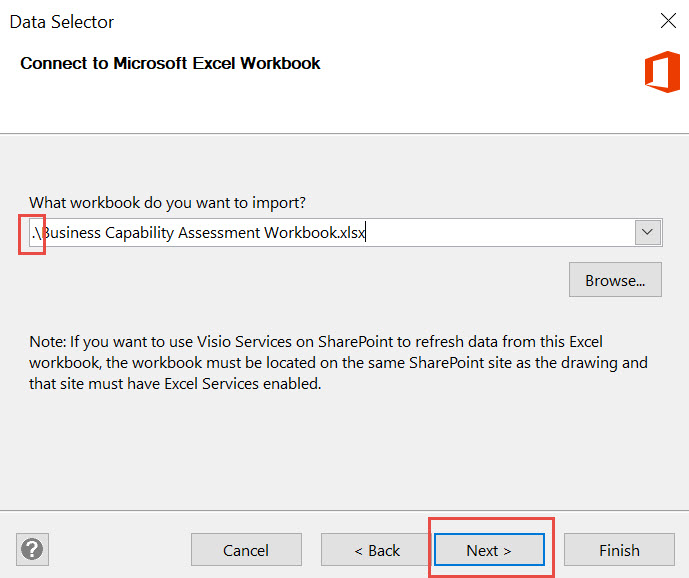 Data Selector
Connect to Microsoft Excel Workbook
What workbook do you want to import?
.\Business Capability Assessment Workbook.xlsx
Browse...
Note: If you want to use Visio Services on SharePoint to refresh data from this Excel
workbook, the workbook must be located on the same SharePoint site as the drawing and
that site must have Excel Services enabled.
?
Cancel
< Back
Next >
Finish